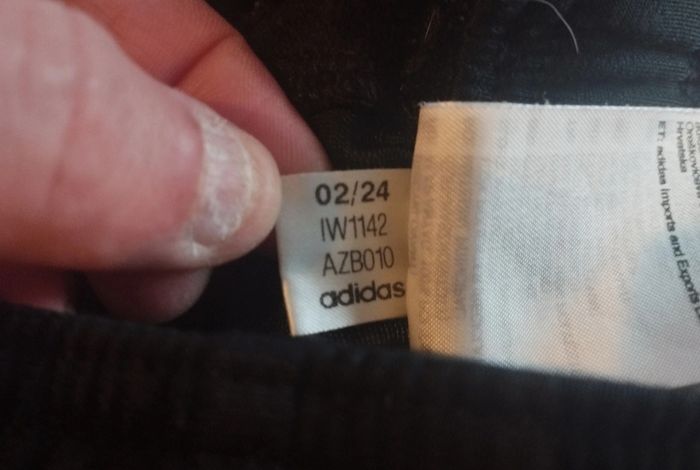 02/24
IW1142
AZB010
adidas
Hrvatska
ET: adidas Imports and Exports